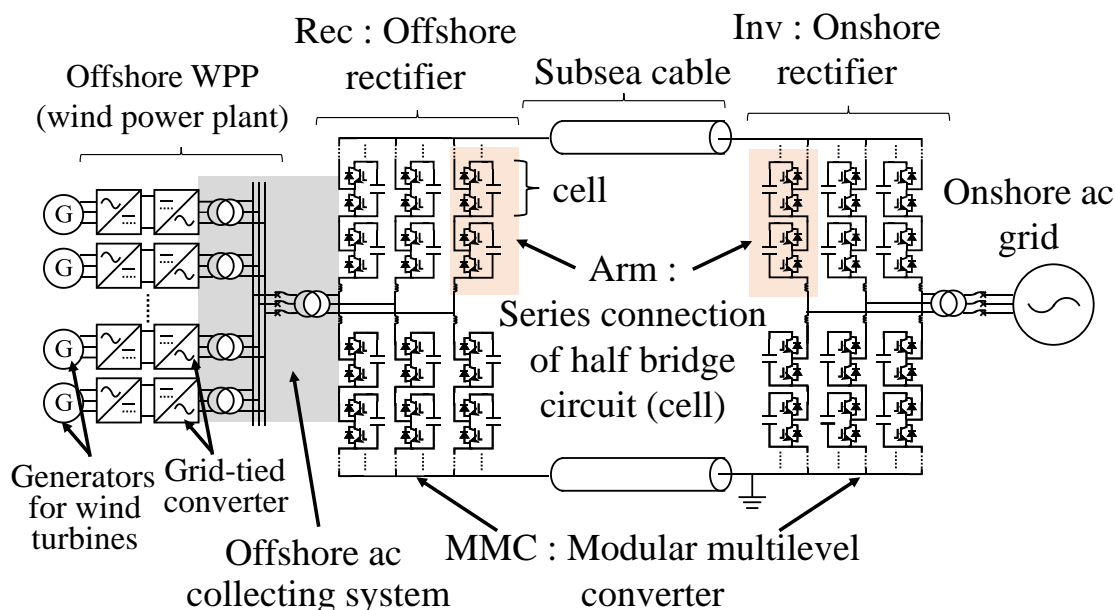 Rec : Offshore
rectifier
Inv : Onshore
rectifier
Subsea cable
Offshore WPP
(wind power plant)
cell
Onshore ac
grid
G
G
G
G
Arm :
Series connection
of half bridge
circuit (cell)
Generators
for wind
turbines
Grid-tied
converter
Offshore ac
collecting system
MMC : Modular multilevel
converter